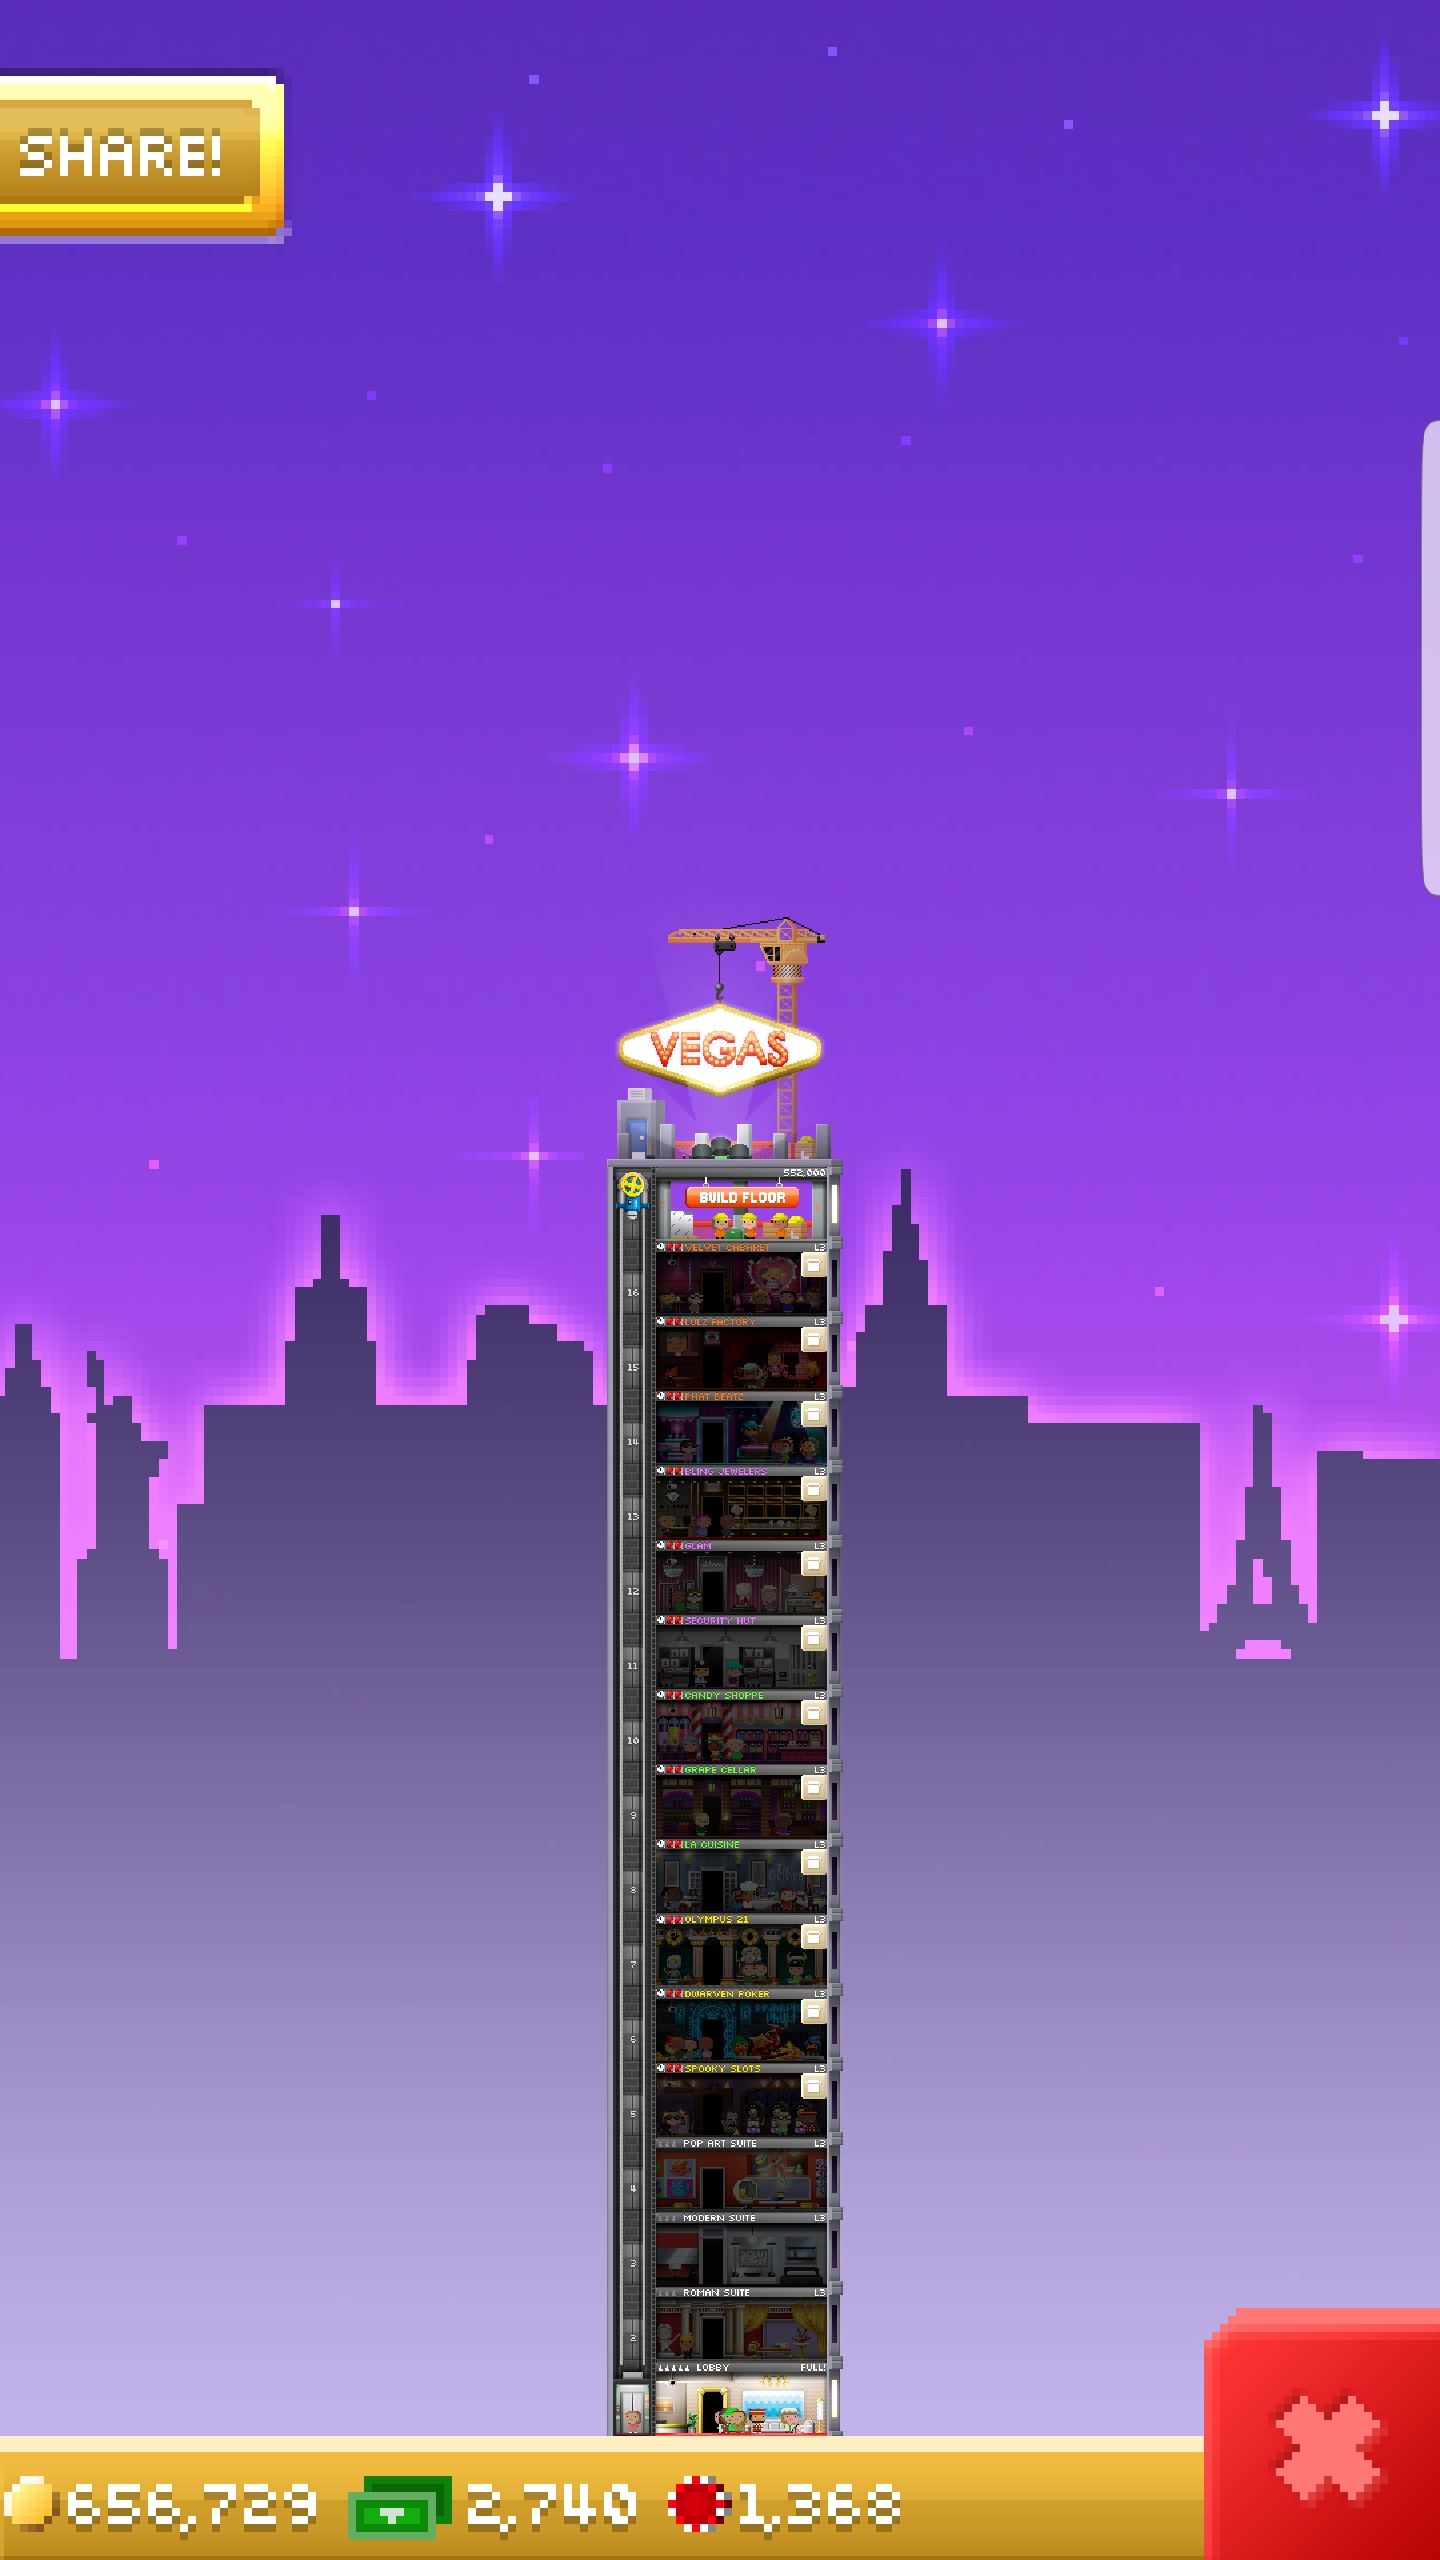 SHARE!
VEGAS
552,000
BUILD FLOOR
VELVET CABARET L3
16
LULZ FACTORY L3
15
PHAT BEATZ L3
14
BLING JEWELERS L3
13
GLAM L3
12
SECURITY HUT L3
11
CANDY SHOPPE L3
10
GRAPE CELLAR L3
9
LA CUISINE L3
8
OLYMPUS 21 L3
7
DWARVEN POKER L3
6
SPOOKY SLOTS L3
5
POP ART SUITE L3
4
MODERN SUITE L3
3
ROMAN SUITE L3
2
LOBBY FULL!
656,729 2,740 1,368